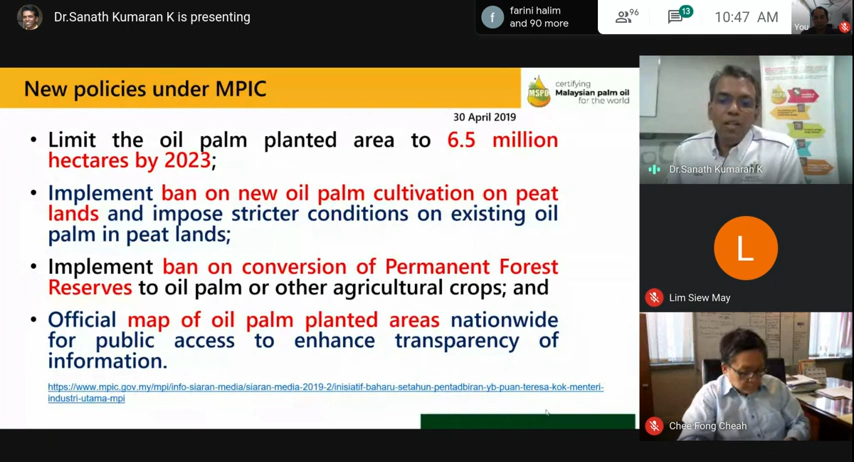 Dr.Sanath Kumaran K is presenting
f
farini halim
and 90 more
96
13
10:47 AM
You
New policies under MPIC
MSPO
certifying
Malaysian palm oil
for the world
30 April 2019
• Limit the oil palm planted area to 6.5 million
hectares by 2023;
• Implement ban on new oil palm cultivation on peat
lands and impose stricter conditions on existing oil
palm in peat lands;
• Implement ban on conversion of Permanent Forest
Reserves to oil palm or other agricultural crops; and
• Official map of oil palm planted areas nationwide
for public access to enhance transparency of
information.
https://www.mpic.gov.my/mpi/info-siaran-media/siaran-media-2019-2/inisiatif-baharu-setahun-pentadbiran-yb-puan-teresa-kok-menteri-
industri-utama-mpi
Dr.Sanath Kumaran K
L
Lim Siew May
Chee Fong Cheah